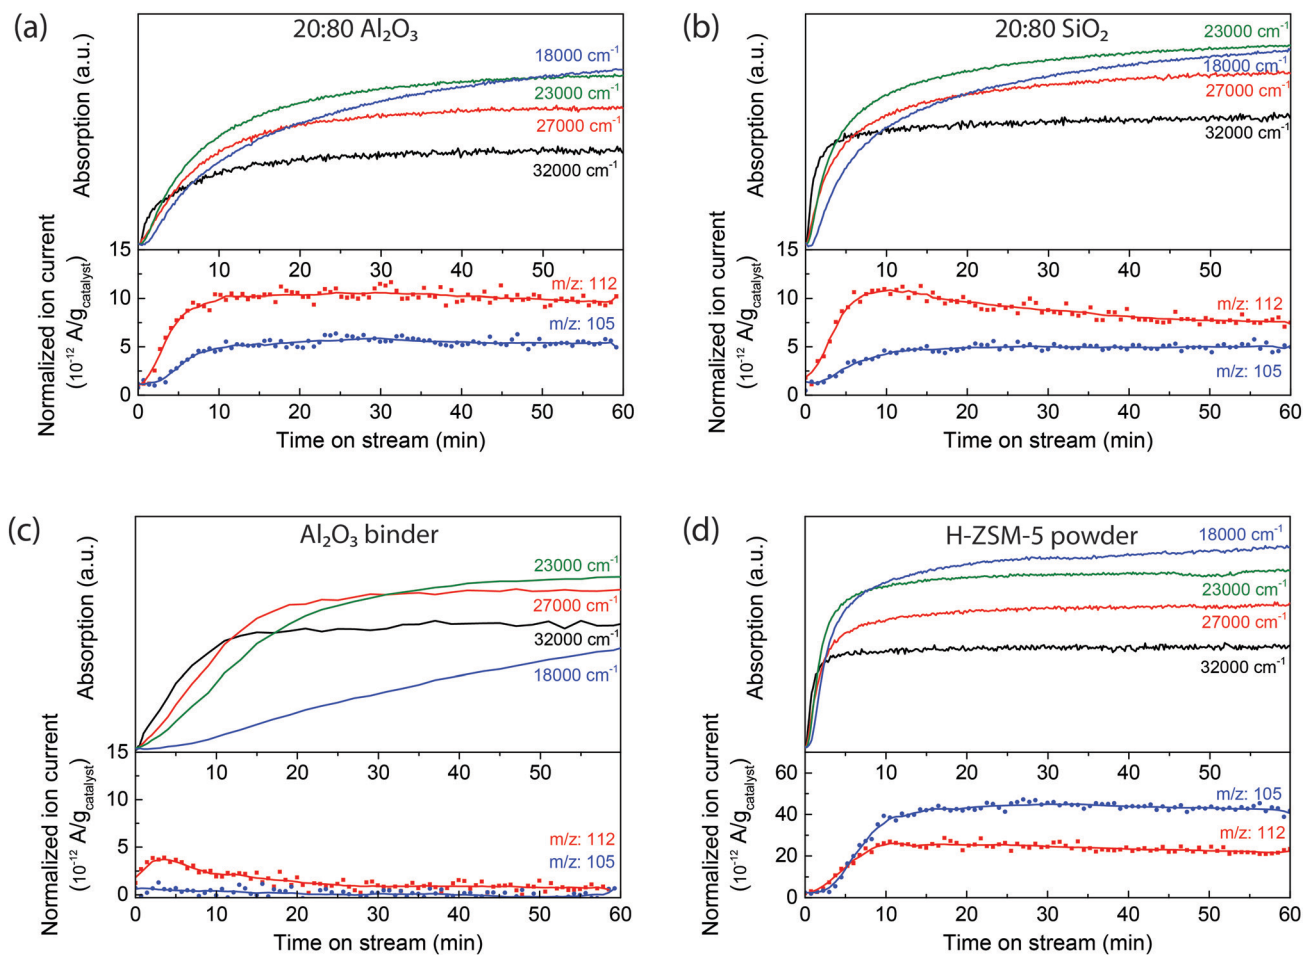 (a)
20:80 Al₂O₃
Absorption (a.u.)
18000 cm⁻¹
23000 cm⁻¹
27000 cm⁻¹
32000 cm⁻¹
Normalized ion current
(10⁻¹² A/g_catalyst)
15
10
5
0
10 20 30 40 50
m/z: 112
m/z: 105
0 10 20 30 40 50 60
Time on stream (min)
(b)
20:80 SiO₂
Absorption (a.u.)
23000 cm⁻¹
18000 cm⁻¹
27000 cm⁻¹
32000 cm⁻¹
Normalized ion current
(10⁻¹² A/g_catalyst)
15
10
5
0
10 20 30 40 50
m/z: 112
m/z: 105
0 10 20 30 40 50 60
Time on stream (min)
(c)
Al₂O₃ binder
Absorption (a.u.)
23000 cm⁻¹
27000 cm⁻¹
32000 cm⁻¹
18000 cm⁻¹
Normalized ion current
(10⁻¹² A/g_catalyst)
15
10
5
0
10 20 30 40 50
m/z: 112
m/z: 105
0 10 20 30 40 50 60
Time on stream (min)
(d)
H-ZSM-5 powder
Absorption (a.u.)
18000 cm⁻¹
23000 cm⁻¹
27000 cm⁻¹
32000 cm⁻¹
Normalized ion current
(10⁻¹² A/g_catalyst)
60
40
20
0
10 20 30 40 50
m/z: 105
m/z: 112
0 10 20 30 40 50 60
Time on stream (min)